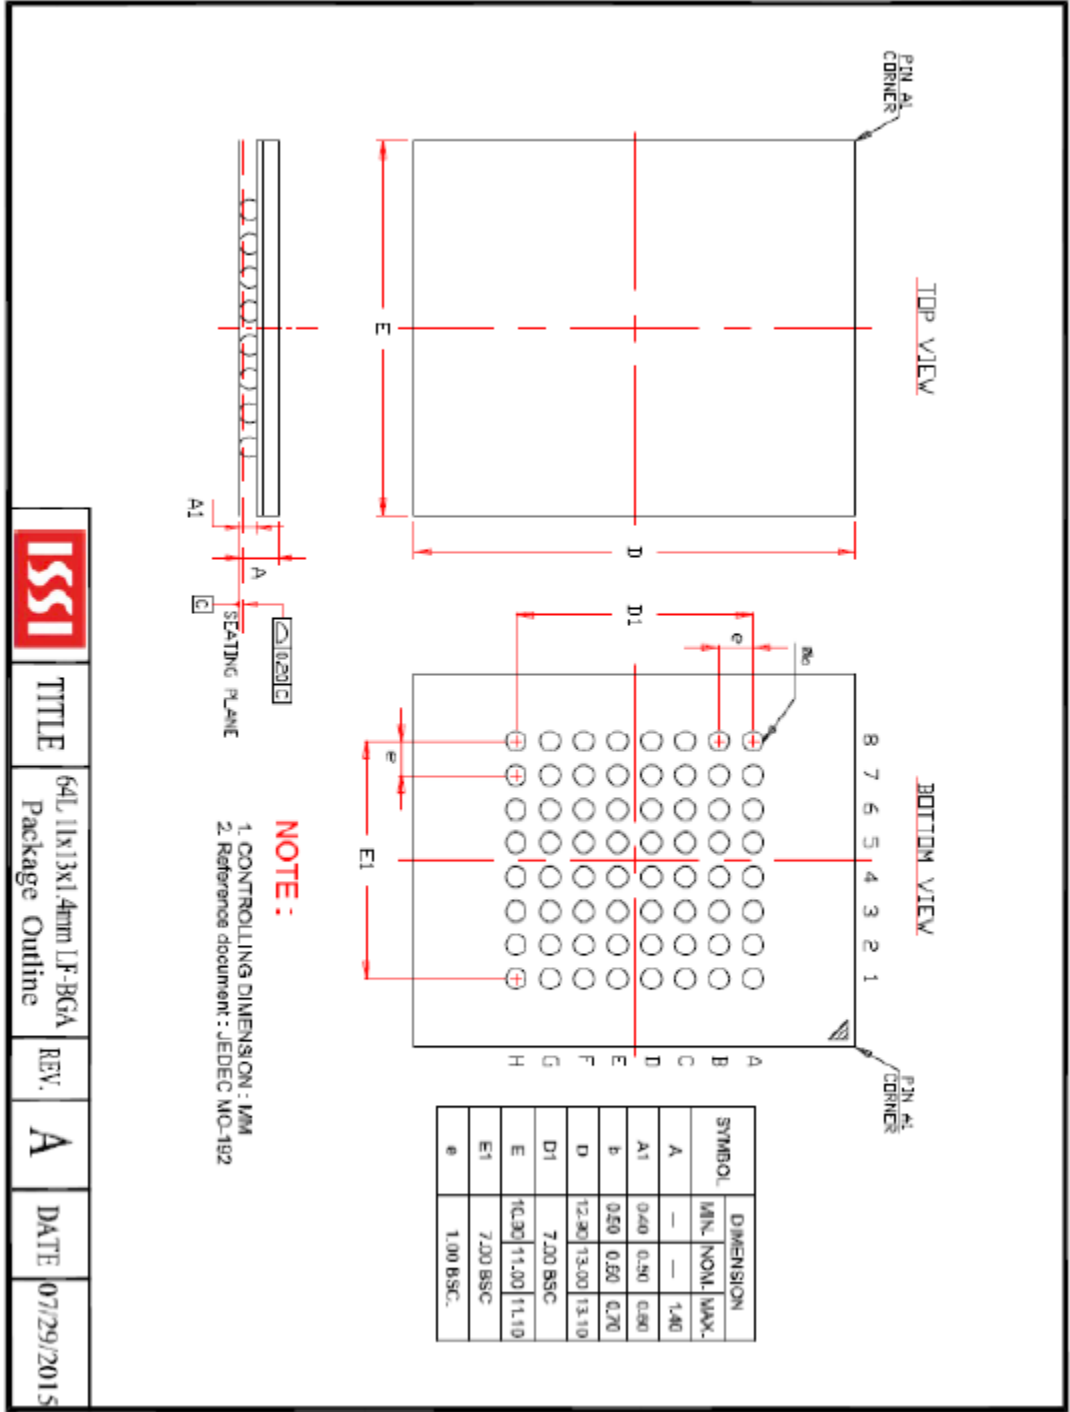 TOP VIEW
BOTTOM VIEW
PIN A1
CORNER
PIN A1
CORNER
8 7 6 5 4 3 2 1
A
B
C
D
E
F
G
H
e
D1
D
E
e
E1
A1
A
0.20 C
C
SEATING PLANE
SYMBOL DIMENSION
MIN. NOM. MAX.
A — — 1.40
A1 0.40 0.50 0.60
b 0.50 0.60 0.70
D 12.90 13.00 13.10
D1 7.00 BSC
E 10.90 11.00 11.10
E1 7.00 BSC
e 1.00 BSC.
NOTE :
1. CONTROLLING DIMENSION : MM
2. Reference document : JEDEC MO-192
ISSI
TITLE
64L 11x13x1.4mm LF-BGA
Package Outline
REV.
A
DATE
07/29/2015